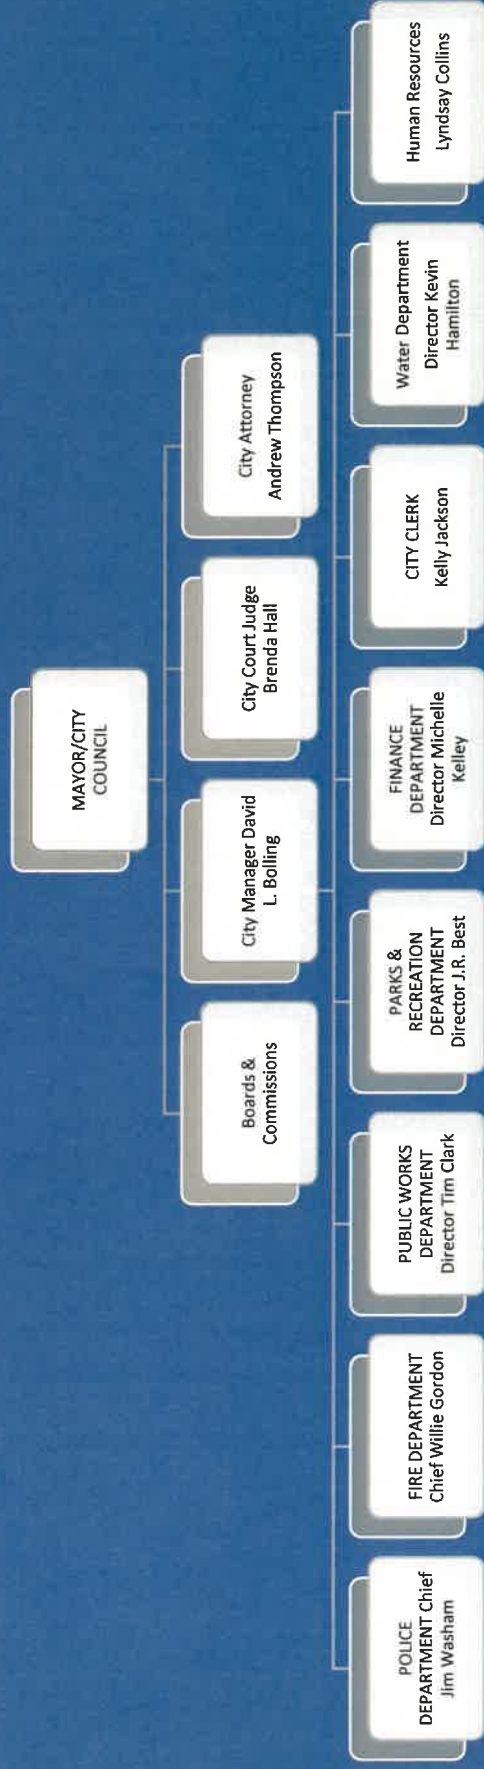 MAYOR/CITY
COUNCIL
Boards &
Commissions
City Manager David
L. Bolling
City Court Judge
Brenda Hall
City Attorney
Andrew Thompson
POLICE
DEPARTMENT Chief
Jim Washam
FIRE DEPARTMENT
Chief Willie Gordon
PUBLIC WORKS
DEPARTMENT
Director Tim Clark
PARKS &
RECREATION
DEPARTMENT
Director J.R. Best
FINANCE
DEPARTMENT
Director Michelle
Kelley
CITY CLERK
Kelly Jackson
Water Department
Director Kevin
Hamilton
Human Resources
Lyndsay Collins